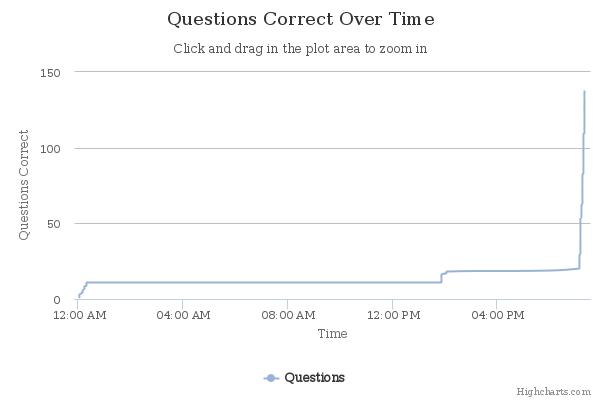 Questions Correct Over Time
Click and drag in the plot area to zoom in
Questions Correct
150
100
50
0
12:00 AM
04:00 AM
08:00 AM
12:00 PM
04:00 PM
Time
Questions
Highcharts.com